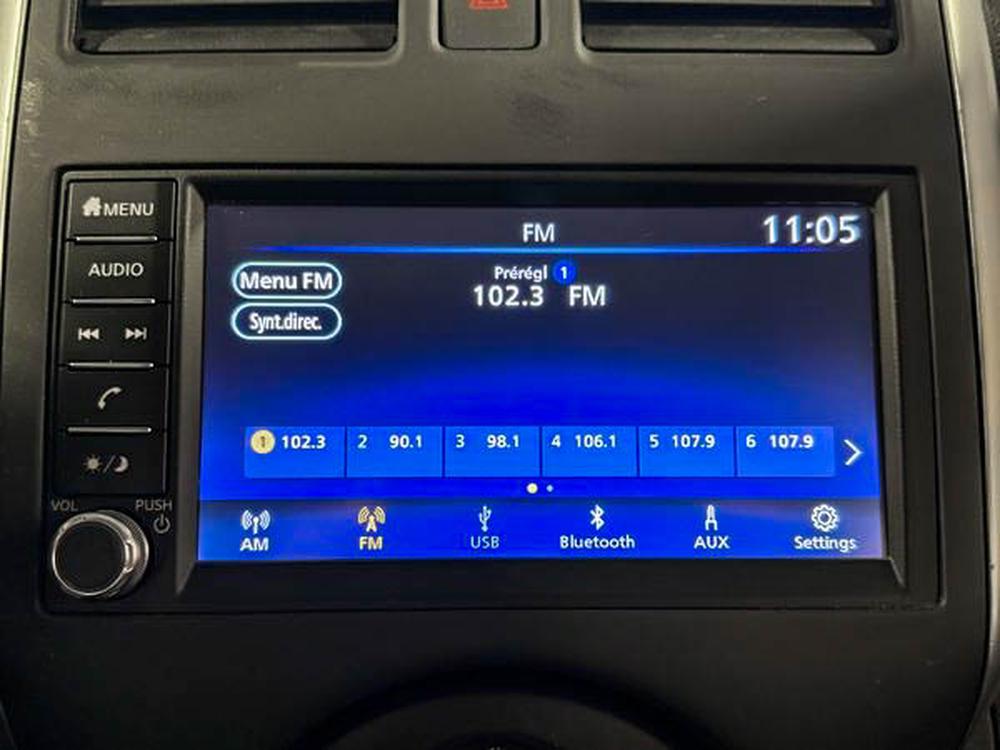 MENU
AUDIO
VOL
PUSH
FM
11:05
Menu FM
Prérégl 1
102.3 FM
Synt.direc.
1 102.3 2 90.1 3 98.1 4 106.1 5 107.9 6 107.9
AM FM USB Bluetooth AUX Settings